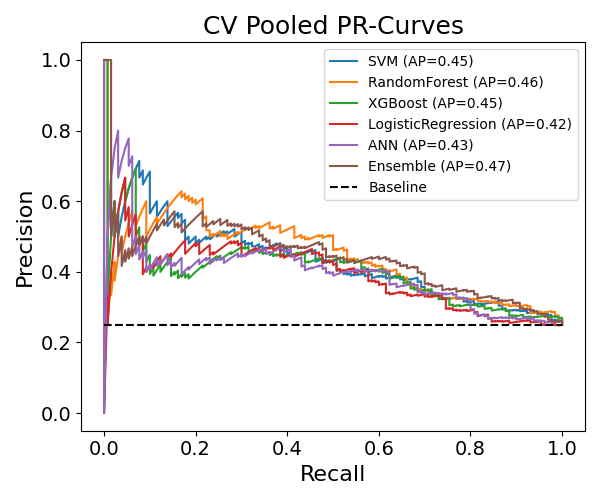 CV Pooled PR-Curves
SVM (AP=0.45)
RandomForest (AP=0.46)
XGBoost (AP=0.45)
LogisticRegression (AP=0.42)
ANN (AP=0.43)
Ensemble (AP=0.47)
Baseline
Precision
1.0
0.8
0.6
0.4
0.2
0.0
0.0 0.2 0.4 0.6 0.8 1.0
Recall